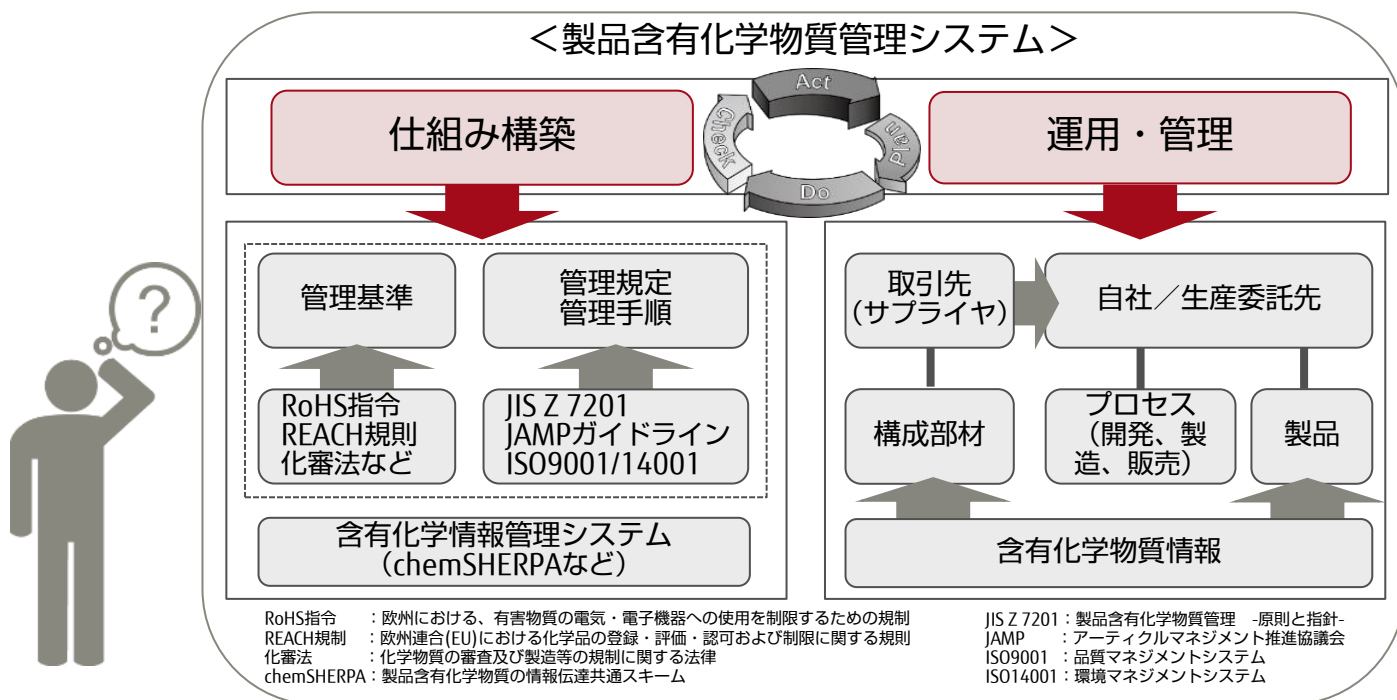 ＜製品含有化学物質管理システム＞
仕組み構築
Act
Plan
Do
Check
運用・管理
管理基準
管理規定
管理手順
RoHS指令
REACH規則
化審法など
JIS Z 7201
JAMPガイドライン
ISO9001/14001
含有化学情報管理システム
（chemSHERPAなど）
取引先
（サプライヤ）
自社／生産委託先
構成部材
プロセス
（開発、製
造、販売）
製品
含有化学物質情報
?
RoHS指令　：欧州における、有害物質の電気・電子機器への使用を制限するための規制
REACH規制　：欧州連合(EU)における化学品の登録・評価・認可および制限に関する規則
化審法　：化学物質の審査及び製造等の規制に関する法律
chemSHERPA：製品含有化学物質の情報伝達共通スキーム
JIS Z 7201：製品含有化学物質管理　-原則と指針-
JAMP　：アーティクルマネジメント推進協議会
ISO9001　：品質マネジメントシステム
ISO14001：環境マネジメントシステム